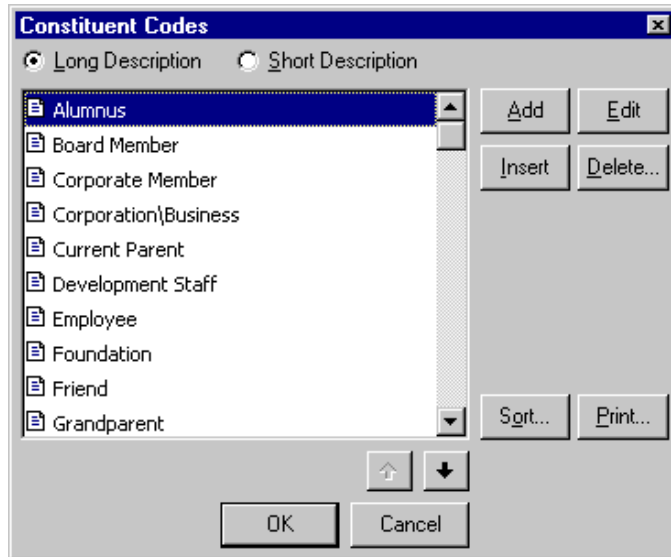 Constituent Codes
Long Description Short Description
Alumnus
Board Member
Corporate Member
Corporation\Business
Current Parent
Development Staff
Employee
Foundation
Friend
Grandparent
Add Edit
Insert Delete...
Sort... Print...
OK Cancel